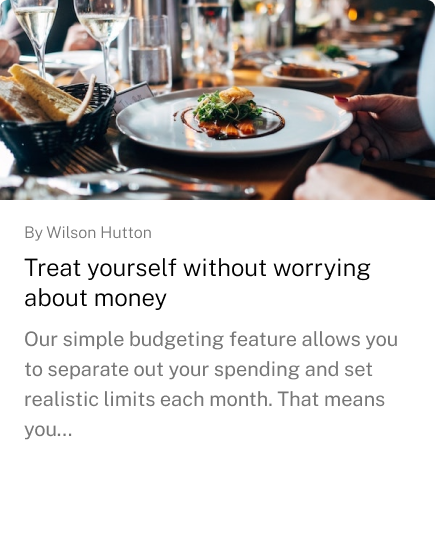 By Wilson Hutton
Treat yourself without worrying
about money
Our simple budgeting feature allows you
to separate out your spending and set
realistic limits each month. That means
you...